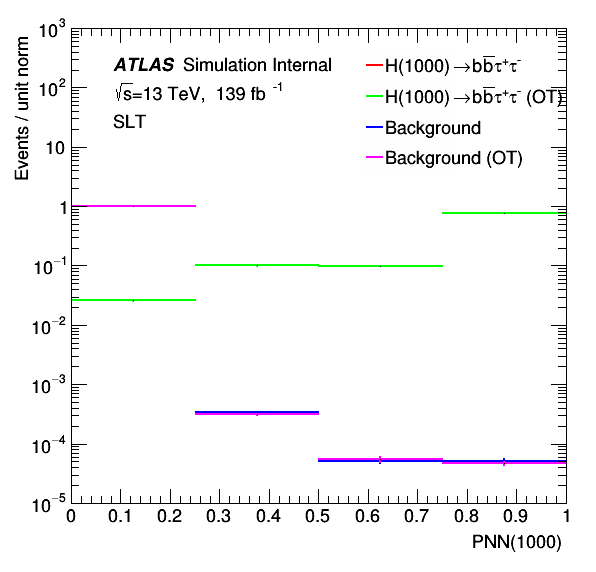 Events / unit norm
10³
10²
10
1
10⁻¹
10⁻²
10⁻³
10⁻⁴
10⁻⁵
ATLAS Simulation Internal
√s=13 TeV, 139 fb⁻¹
SLT
H(1000)→bb̅τ⁺τ⁻
H(1000)→bb̅τ⁺τ⁻ (OT)
Background
Background (OT)
0 0.1 0.2 0.3 0.4 0.5 0.6 0.7 0.8 0.9 1
PNN(1000)